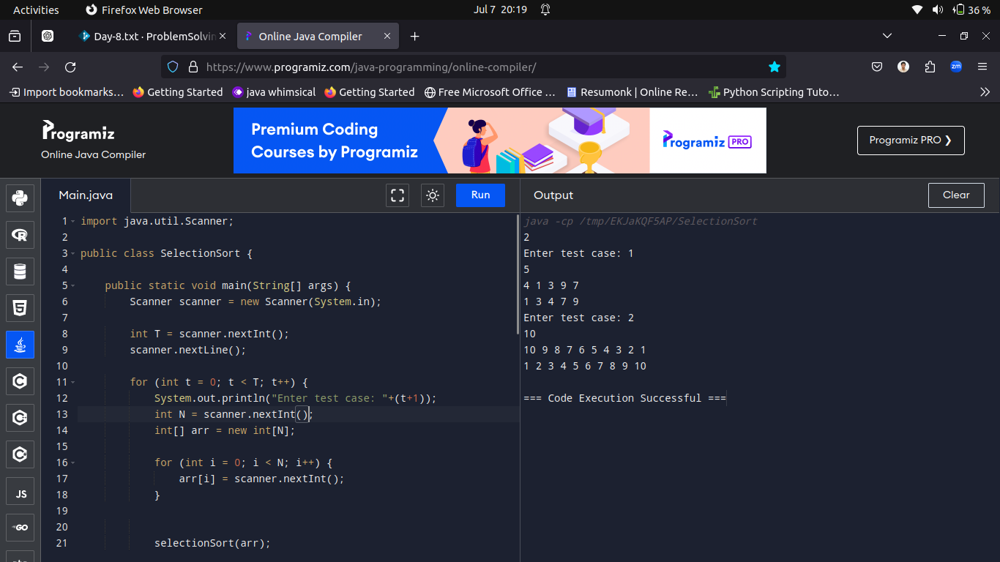 Activities Firefox Web Browser Jul 7 20:19 36 %
Day-8.txt · ProblemSolvin Online Java Compiler
https://www.programiz.com/java-programming/online-compiler/ zm
Import bookmarks… Getting Started java whimsical Getting Started Free Microsoft Office … Resumonk | Online Re… Python Scripting Tuto…
Programiz
Online Java Compiler
Premium Coding
Courses by Programiz
Programiz PRO
Programiz PRO ❯
Main.java Run Output Clear
1 import java.util.Scanner;
2
3 public class SelectionSort {
4
5 public static void main(String[] args) {
6 Scanner scanner = new Scanner(System.in);
7
8 int T = scanner.nextInt();
9 scanner.nextLine();
10
11 for (int t = 0; t < T; t++) {
12 System.out.println("Enter test case: "+(t+1));
13 int N = scanner.nextInt();
14 int[] arr = new int[N];
15
16 for (int i = 0; i < N; i++) {
17 arr[i] = scanner.nextInt();
18 }
19
20
21 selectionSort(arr);
java -cp /tmp/EKJaKQF5AP/SelectionSort
2
Enter test case: 1
5
4 1 3 9 7
1 3 4 7 9
Enter test case: 2
10
10 9 8 7 6 5 4 3 2 1
1 2 3 4 5 6 7 8 9 10
=== Code Execution Successful ===
R
5
C
C
C
JS
GO